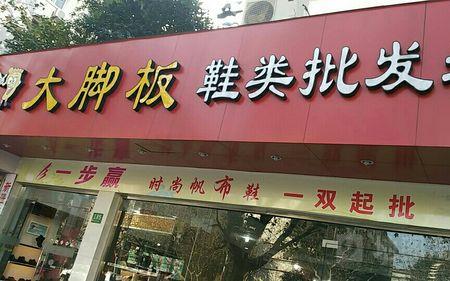 大脚板 鞋类批发
一步赢 时尚帆布鞋 一双起批